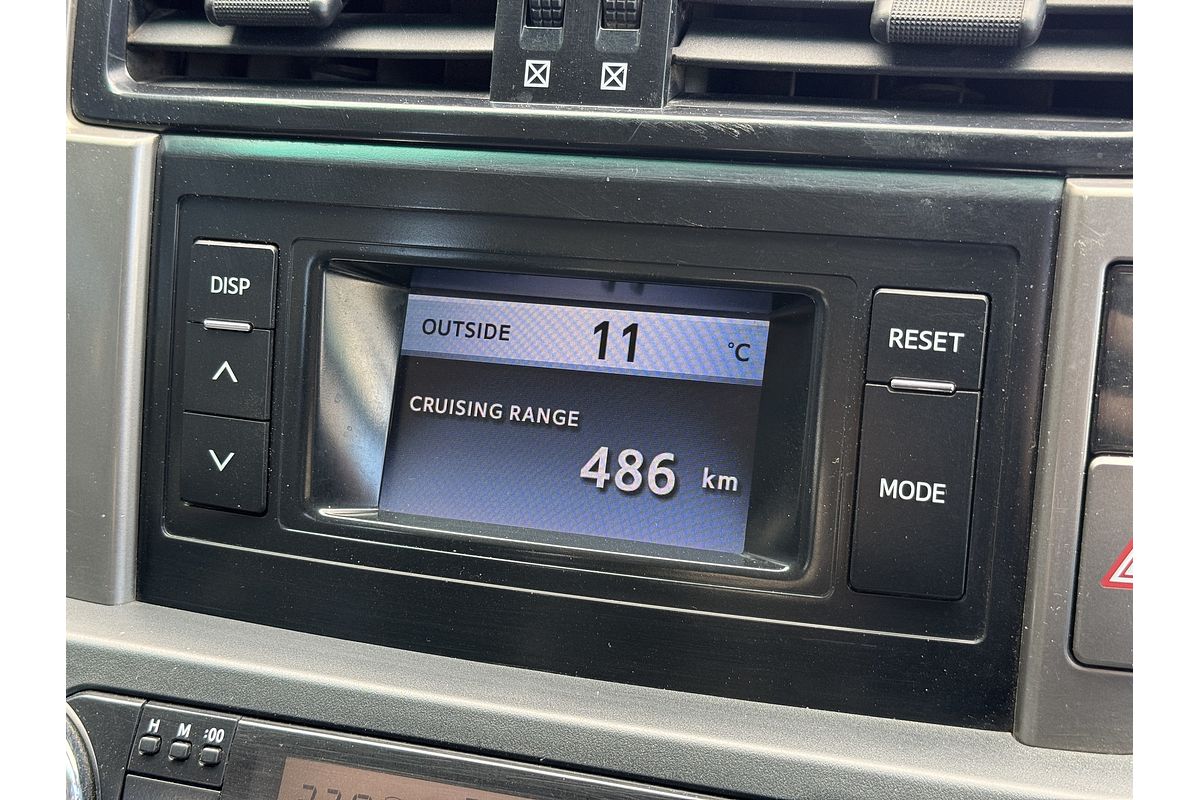 DISP
OUTSIDE 11 °C
CRUISING RANGE
486 km
RESET
MODE
H M :00